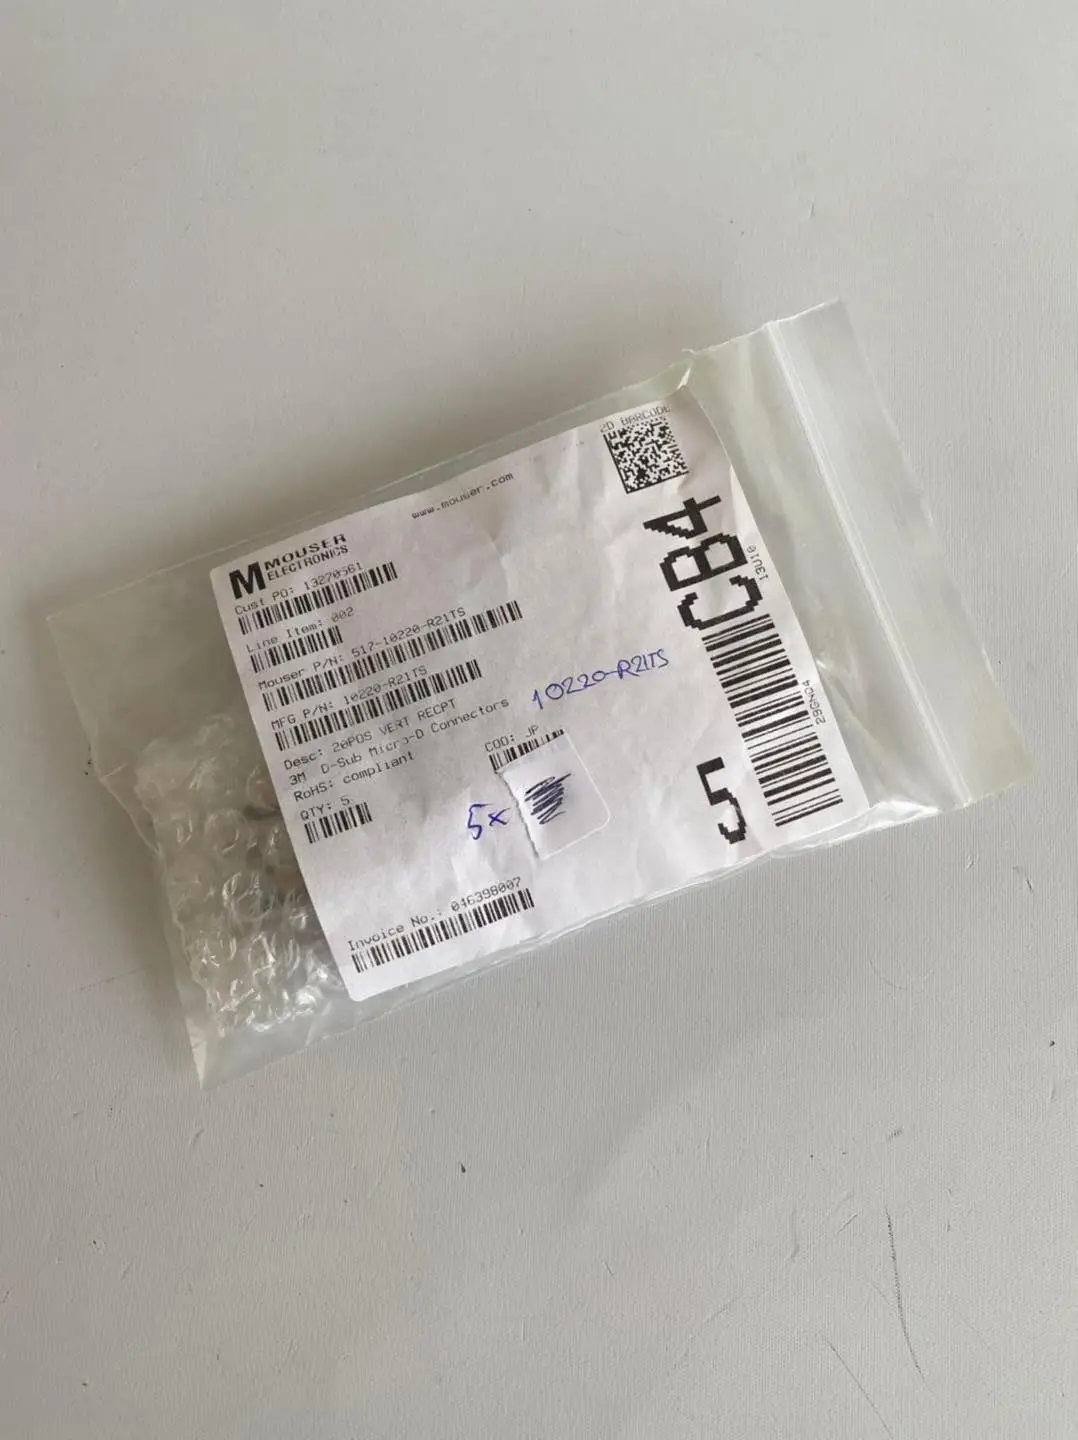 2D BARCODE
www.mouser.com
M MOUSER
ELECTRONICS
Cust PO: 13270561
Line Item: 002
Mouser P/N: 517-10220-R21TS
MFG P/N: 10220-R21TS
Desc: 20POS VERT RECPT
3M D-Sub Micro-D Connectors
RoHS: compliant
COO: JP
QTY: 5
10220-R21TS
5x
Invoice No.: 046398007
CB4
13U16
5